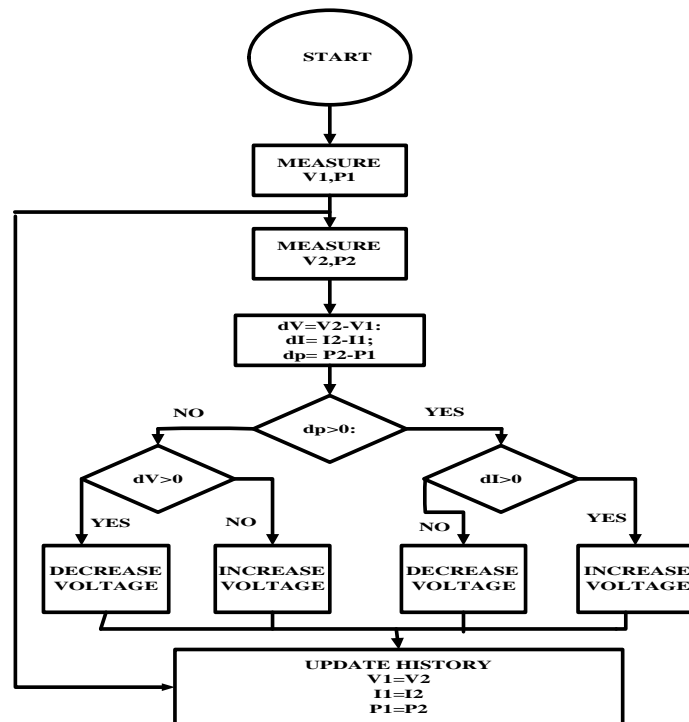 START
MEASURE
V1,P1
MEASURE
V2,P2
dV=V2-V1:
dI= I2-I1;
dp= P2-P1
NO
YES
dp>0:
dV>0
dI>0
YES
NO
NO
YES
DECREASE
VOLTAGE
INCREASE
VOLTAGE
DECREASE
VOLTAGE
INCREASE
VOLTAGE
UPDATE HISTORY
V1=V2
I1=I2
P1=P2